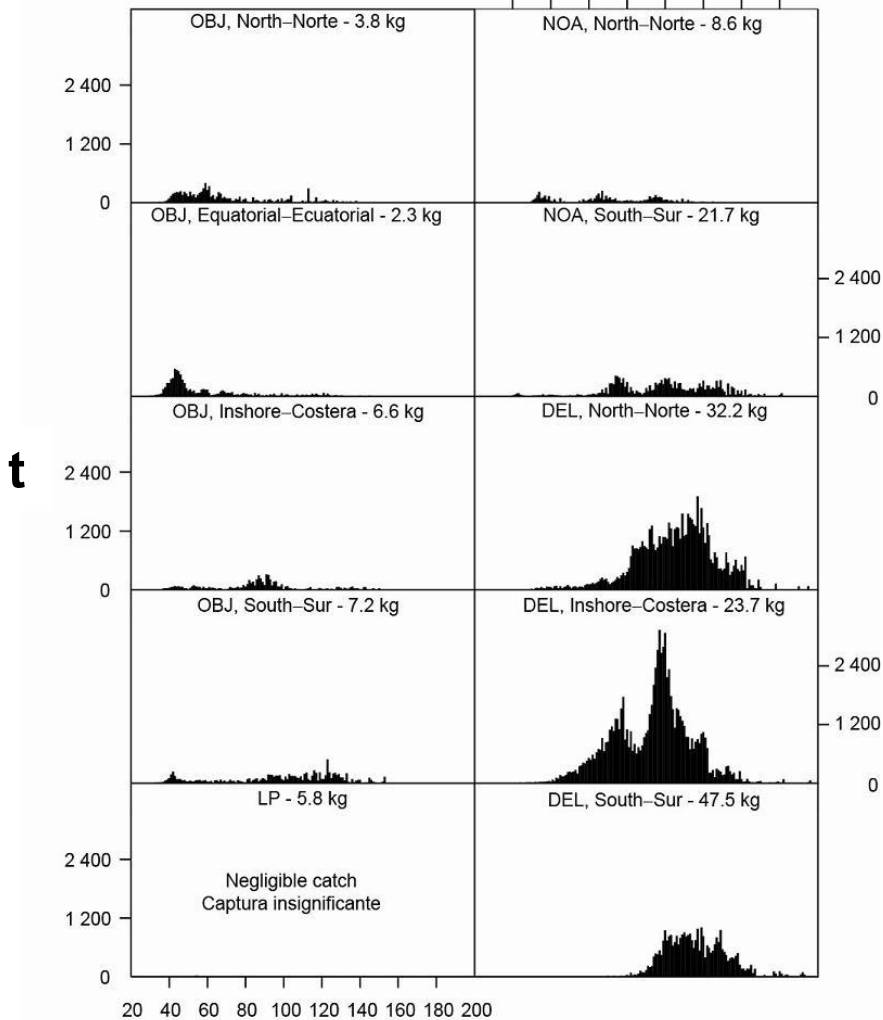 OBJ, North–Norte - 3.8 kg
NOA, North–Norte - 8.6 kg
2 400
1 200
0
OBJ, Equatorial–Ecuatorial - 2.3 kg
NOA, South–Sur - 21.7 kg
2 400
1 200
0
OBJ, Inshore–Costera - 6.6 kg
DEL, North–Norte - 32.2 kg
t
2 400
1 200
0
OBJ, South–Sur - 7.2 kg
DEL, Inshore–Costera - 23.7 kg
2 400
1 200
0
LP - 5.8 kg
DEL, South–Sur - 47.5 kg
2 400
Negligible catch
Captura insignificante
1 200
0
20 40 60 80 100 120 140 160 180 200